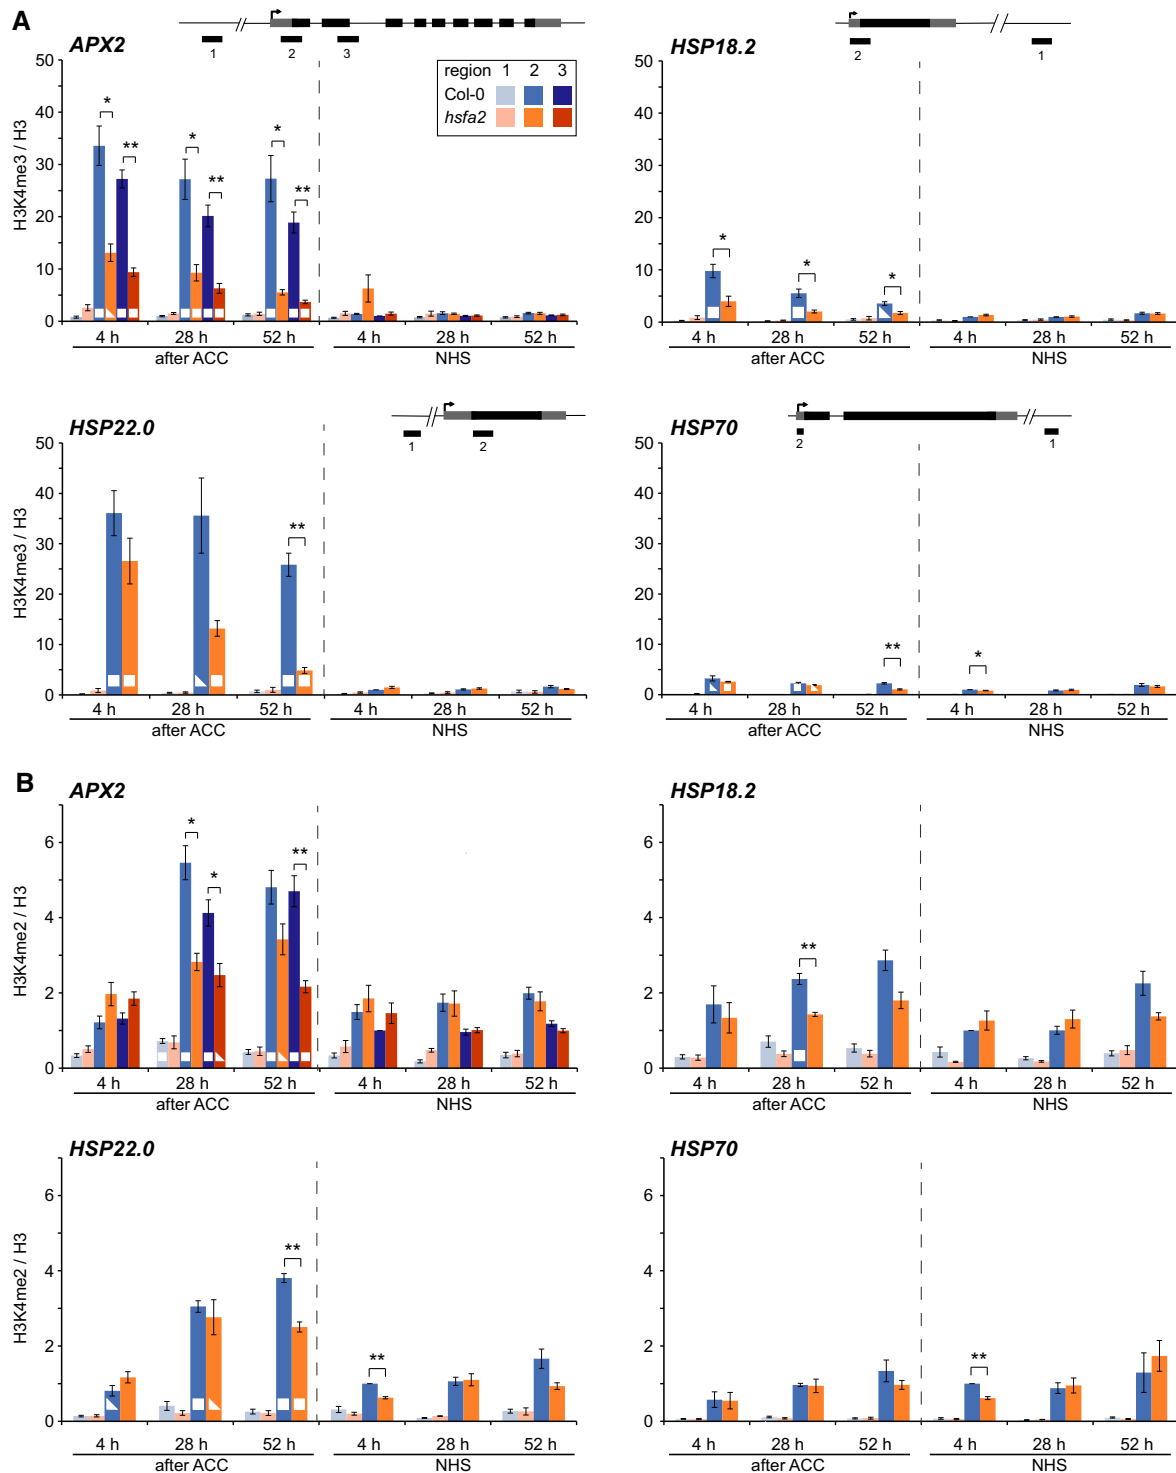 A
APX2
1 2 3
HSP18.2
2 1
region 1 2 3
Col-0
hsfa2
H3K4me3 / H3
50
40
30
20
10
0
* ** * ** * **
4 h 28 h 52 h 4 h 28 h 52 h
after ACC NHS
50
40
30
20
10
0
* * *
4 h 28 h 52 h 4 h 28 h 52 h
after ACC NHS
HSP22.0
1 2
H3K4me3 / H3
50
40
30
20
10
0
**
4 h 28 h 52 h 4 h 28 h 52 h
after ACC NHS
HSP70
2 1
50
40
30
20
10
0
** *
4 h 28 h 52 h 4 h 28 h 52 h
after ACC NHS
B
APX2
H3K4me2 / H3
6
4
2
0
* * **
4 h 28 h 52 h 4 h 28 h 52 h
after ACC NHS
HSP18.2
6
4
2
0
**
4 h 28 h 52 h 4 h 28 h 52 h
after ACC NHS
HSP22.0
H3K4me2 / H3
6
4
2
0
** **
4 h 28 h 52 h 4 h 28 h 52 h
after ACC NHS
HSP70
6
4
2
0
**
4 h 28 h 52 h 4 h 28 h 52 h
after ACC NHS